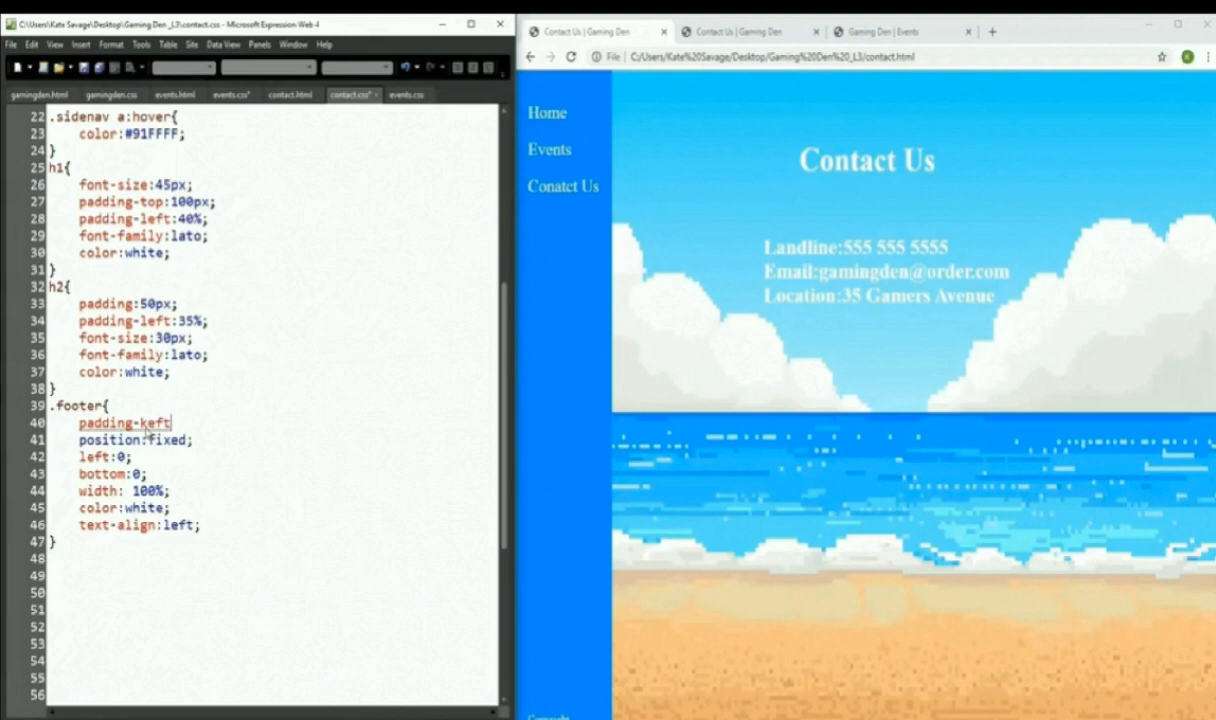 C:\Users\Kate Savage\Desktop\Gaming Den _L3\contact.css - Microsoft Expression Web 4
File Edit View Insert Format Tools Table Site Data View Panels Window Help
gamingden.html gamingden.css events.html events.css* contact.html contact.css* events.css
22 .sidenav a:hover{
23 color:#91FFFF;
24 }
25 h1{
26 font-size:45px;
27 padding-top:100px;
28 padding-left:40%;
29 font-family:lato;
30 color:white;
31 }
32 h2{
33 padding:50px;
34 padding-left:35%;
35 font-size:30px;
36 font-family:lato;
37 color:white;
38 }
39 .footer{
40 padding-keft
41 position:fixed;
42 left:0;
43 bottom:0;
44 width: 100%;
45 color:white;
46 text-align:left;
47 }
48
49
50
51
52
53
54
55
56
Contact Us | Gaming Den Contact Us | Gaming Den Gaming Den | Events
File | C:/Users/Kate%20Savage/Desktop/Gaming%20Den%20_L3/contact.html
K
Home
Events
Conatct Us
Contact Us
Landline:555 555 5555
Email:gamingden@order.com
Location:35 Gamers Avenue
Copyright